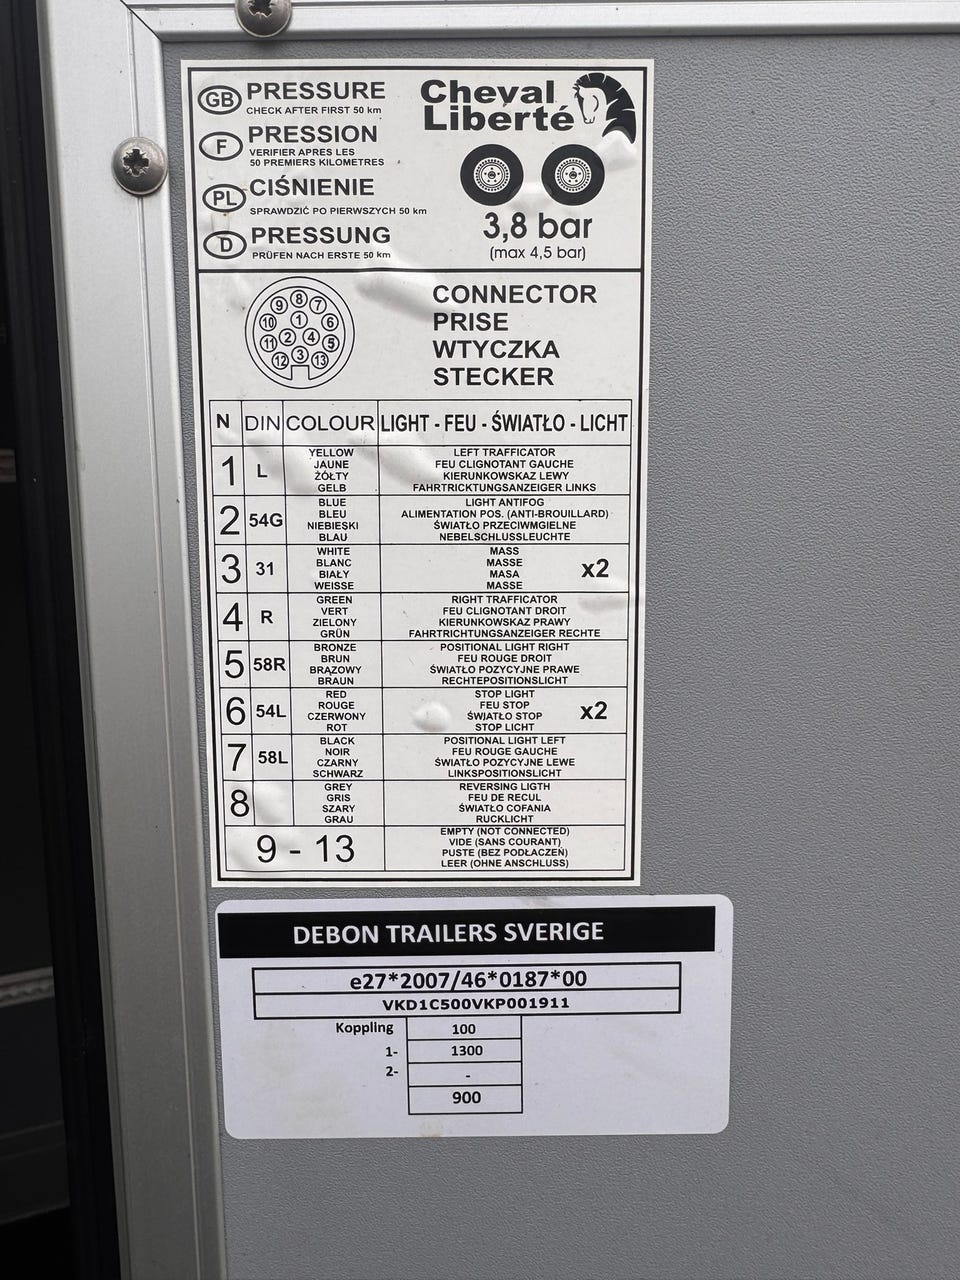 GB PRESSURE
CHECK AFTER FIRST 50 km
F PRESSION
VERIFIER APRES LES
50 PREMIERS KILOMETRES
PL CIŚNIENIE
SPRAWDZIĆ PO PIERWSZYCH 50 km
D PRESSUNG
PRÜFEN NACH ERSTE 50 km
Cheval
Liberté
3,8 bar
(max 4,5 bar)
9 8 7
10 1 6
11 2 4 5
12 3 13
CONNECTOR
PRISE
WTYCZKA
STECKER
N DIN COLOUR LIGHT - FEU - ŚWIATŁO - LICHT
1 L
YELLOW
JAUNE
ŻÓŁTY
GELB
LEFT TRAFFICATOR
FEU CLIGNOTANT GAUCHE
KIERUNKOWSKAZ LEWY
FAHRTRICKTUNGSANZEIGER LINKS
2 54G
BLUE
BLEU
NIEBIESKI
BLAU
LIGHT ANTIFOG
ALIMENTATION POS. (ANTI-BROUILLARD)
ŚWIATŁO PRZECIWMGIELNE
NEBELSCHLUSSLEUCHTE
3 31
WHITE
BLANC
BIAŁY
WEISSE
MASS
MASSE
MASA
MASSE
x2
4 R
GREEN
VERT
ZIELONY
GRÜN
RIGHT TRAFFICATOR
FEU CLIGNOTANT DROIT
KIERUNKOWSKAZ PRAWY
FAHRTRICHTUNGSANZEIGER RECHTE
5 58R
BRONZE
BRUN
BRĄZOWY
BRAUN
POSITIONAL LIGHT RIGHT
FEU ROUGE DROIT
ŚWIATŁO POZYCYJNE PRAWE
RECHTEPOSITIONSLICHT
6 54L
RED
ROUGE
CZERWONY
ROT
STOP LIGHT
FEU STOP
ŚWIATŁO STOP
STOP LICHT
x2
7 58L
BLACK
NOIR
CZARNY
SCHWARZ
POSITIONAL LIGHT LEFT
FEU ROUGE GAUCHE
ŚWIATŁO POZYCYJNE LEWE
LINKSPOSITIONSLICHT
8
GREY
GRIS
SZARY
GRAU
REVERSING LIGTH
FEU DE RECUL
ŚWIATŁO COFANIA
RUCKLICHT
9 - 13
EMPTY (NOT CONNECTED)
VIDE (SANS COURANT)
PUSTE (BEZ PODŁACZEŃ)
LEER (OHNE ANSCHLUSS)
DEBON TRAILERS SVERIGE
e27*2007/46*0187*00
VKD1C500VKP001911
Koppling 100
1- 1300
2- -
900